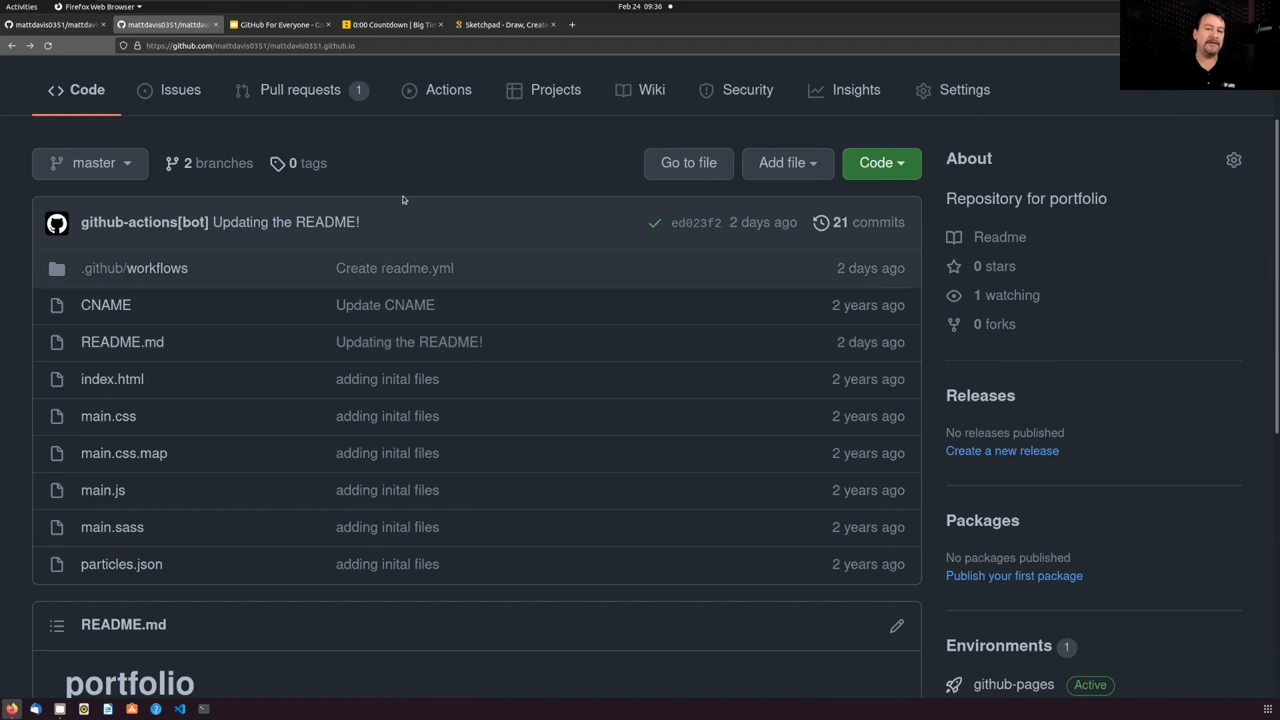 Activities
Firefox Web Browser
Feb 24 09:36
mattdavis0351/mattdavi
mattdavis0351/mattdavi
GitHub For Everyone - Go
0:00 Countdown | Big Tim
Sketchpad - Draw, Create
https://github.com/mattdavis0351/mattdavis0351.github.io
Code
Issues
Pull requests 1
Actions
Projects
Wiki
Security
Insights
Settings
master
2 branches
0 tags
Go to file
Add file
Code
github-actions[bot] Updating the README!
ed023f2 2 days ago
21 commits
.github/workflows Create readme.yml 2 days ago
CNAME Update CNAME 2 years ago
README.md Updating the README! 2 days ago
index.html adding inital files 2 years ago
main.css adding inital files 2 years ago
main.css.map adding inital files 2 years ago
main.js adding inital files 2 years ago
main.sass adding inital files 2 years ago
particles.json adding inital files 2 years ago
README.md
portfolio
About
Repository for portfolio
Readme
0 stars
1 watching
0 forks
Releases
No releases published
Create a new release
Packages
No packages published
Publish your first package
Environments 1
github-pages Active